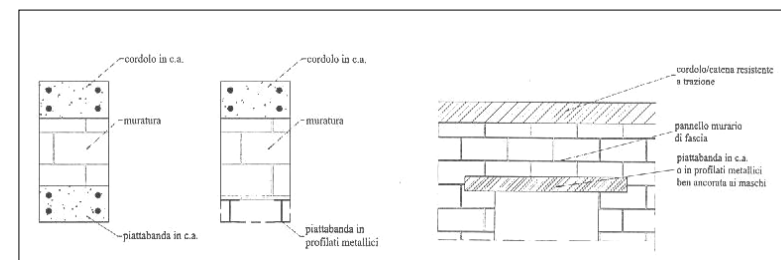 cordolo in c.a.
muratura
piattabanda in c.a.
cordolo in c.a.
muratura
piattabanda in
profilati metallici
cordolo/catena resistente
a trazione
pannello murario
di fascia
piattabanda in c.a.
o in profilati metallici
ben ancorata ai maschi